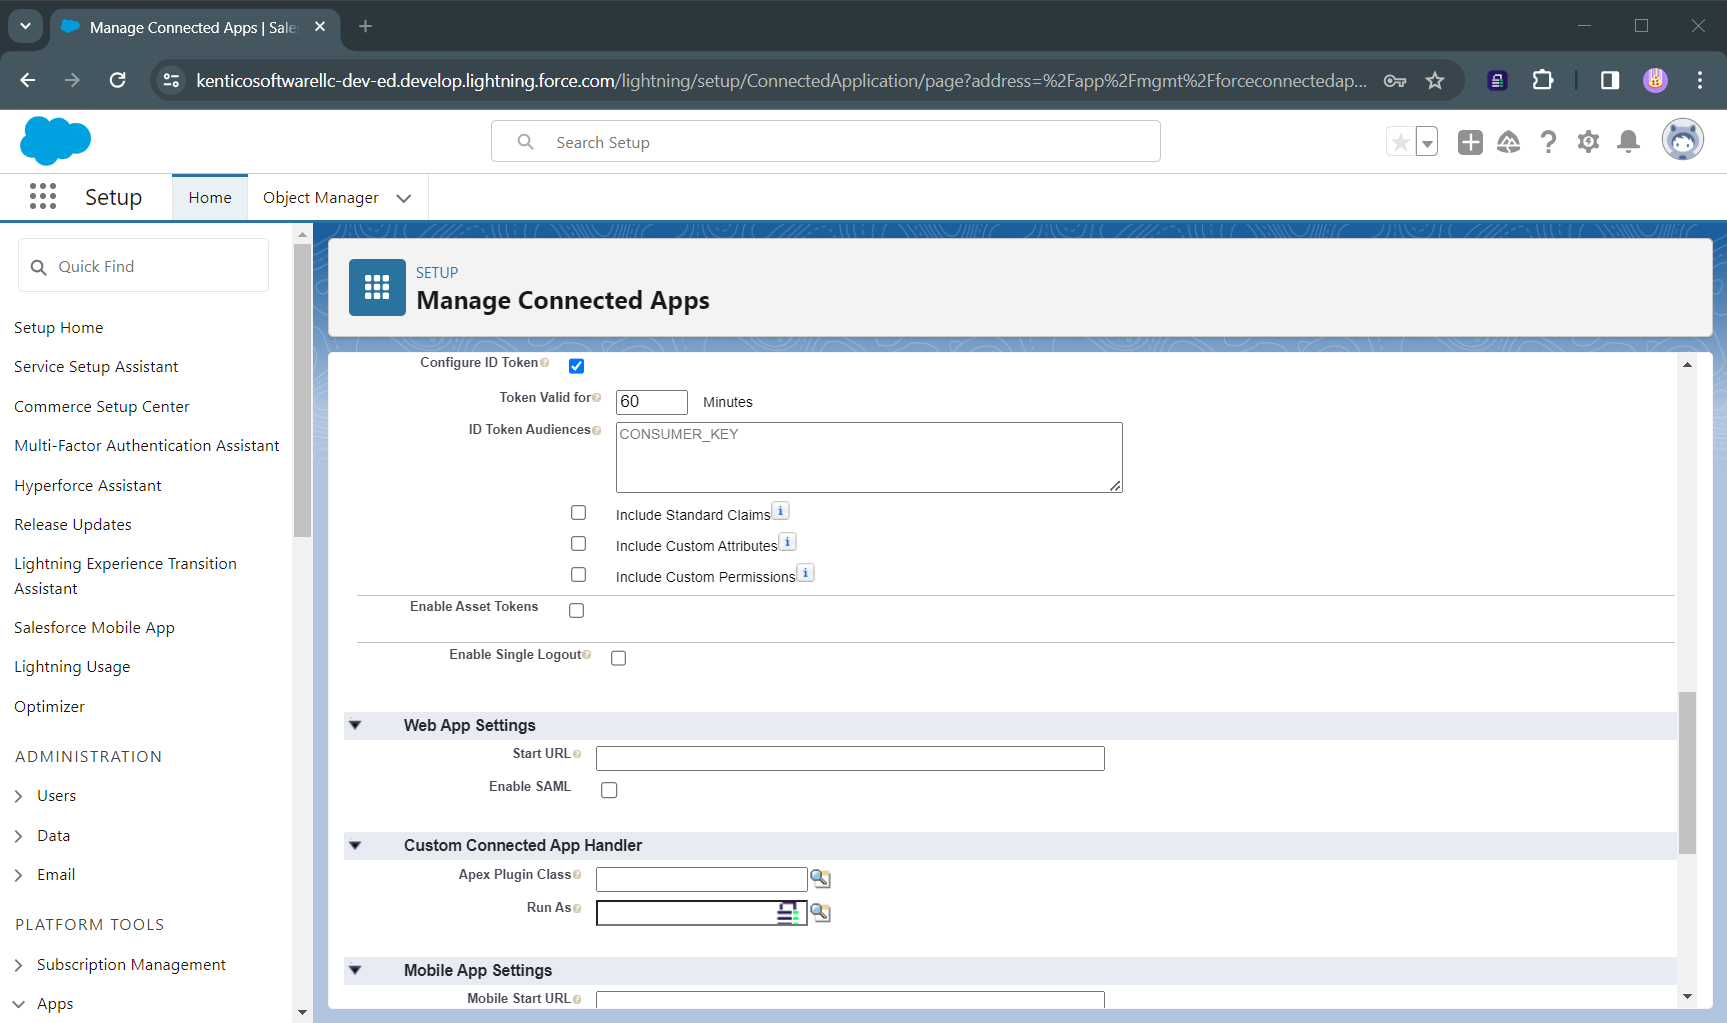 Manage Connected Apps | Sale
kenticosoftwarellc-dev-ed.develop.lightning.force.com/lightning/setup/ConnectedApplication/page?address=%2Fapp%2Fmgmt%2Fforceconnectedap...
Search Setup
Setup
Home
Object Manager
Quick Find
Setup Home
Service Setup Assistant
Commerce Setup Center
Multi-Factor Authentication Assistant
Hyperforce Assistant
Release Updates
Lightning Experience Transition
Assistant
Salesforce Mobile App
Lightning Usage
Optimizer
ADMINISTRATION
Users
Data
Email
PLATFORM TOOLS
Subscription Management
Apps
SETUP
Manage Connected Apps
Configure ID Token
Token Valid for 60 Minutes
ID Token Audiences CONSUMER_KEY
Include Standard Claims
Include Custom Attributes
Include Custom Permissions
Enable Asset Tokens
Enable Single Logout
Web App Settings
Start URL
Enable SAML
Custom Connected App Handler
Apex Plugin Class
Run As
Mobile App Settings
Mobile Start URL